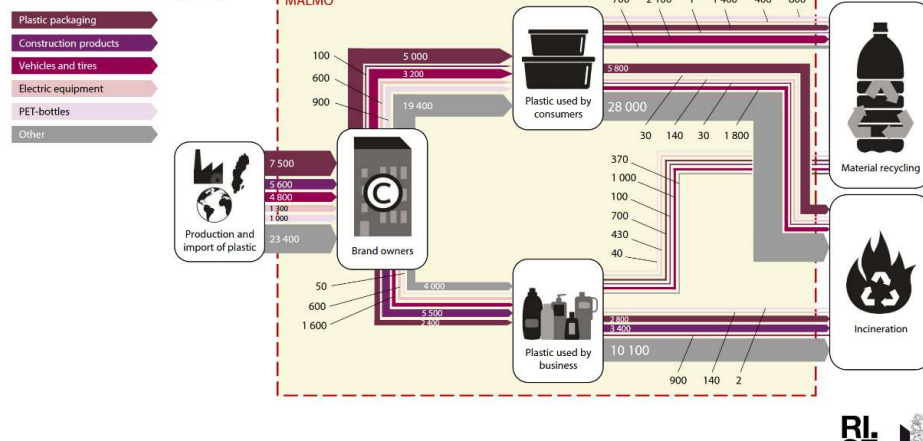 MALMÖ
700 2 100 1 1 400 400 800
Plastic packaging
Construction products
Vehicles and tires
Electric equipment
PET-bottles
Other
100
5 000
600
3 200
900
19 400
Plastic used by
consumers
5 800
28 000
30 140 30 1 800
Material recycling
7 500
5 600
4 800
1 300
1 000
23 400
Production and
import of plastic
C
Brand owners
370
1 000
100
700
430
40
50
4 000
600
1 600
5 500
2 400
Plastic used by
business
2 800
3 400
10 100
900 140 2
Incineration
RI.